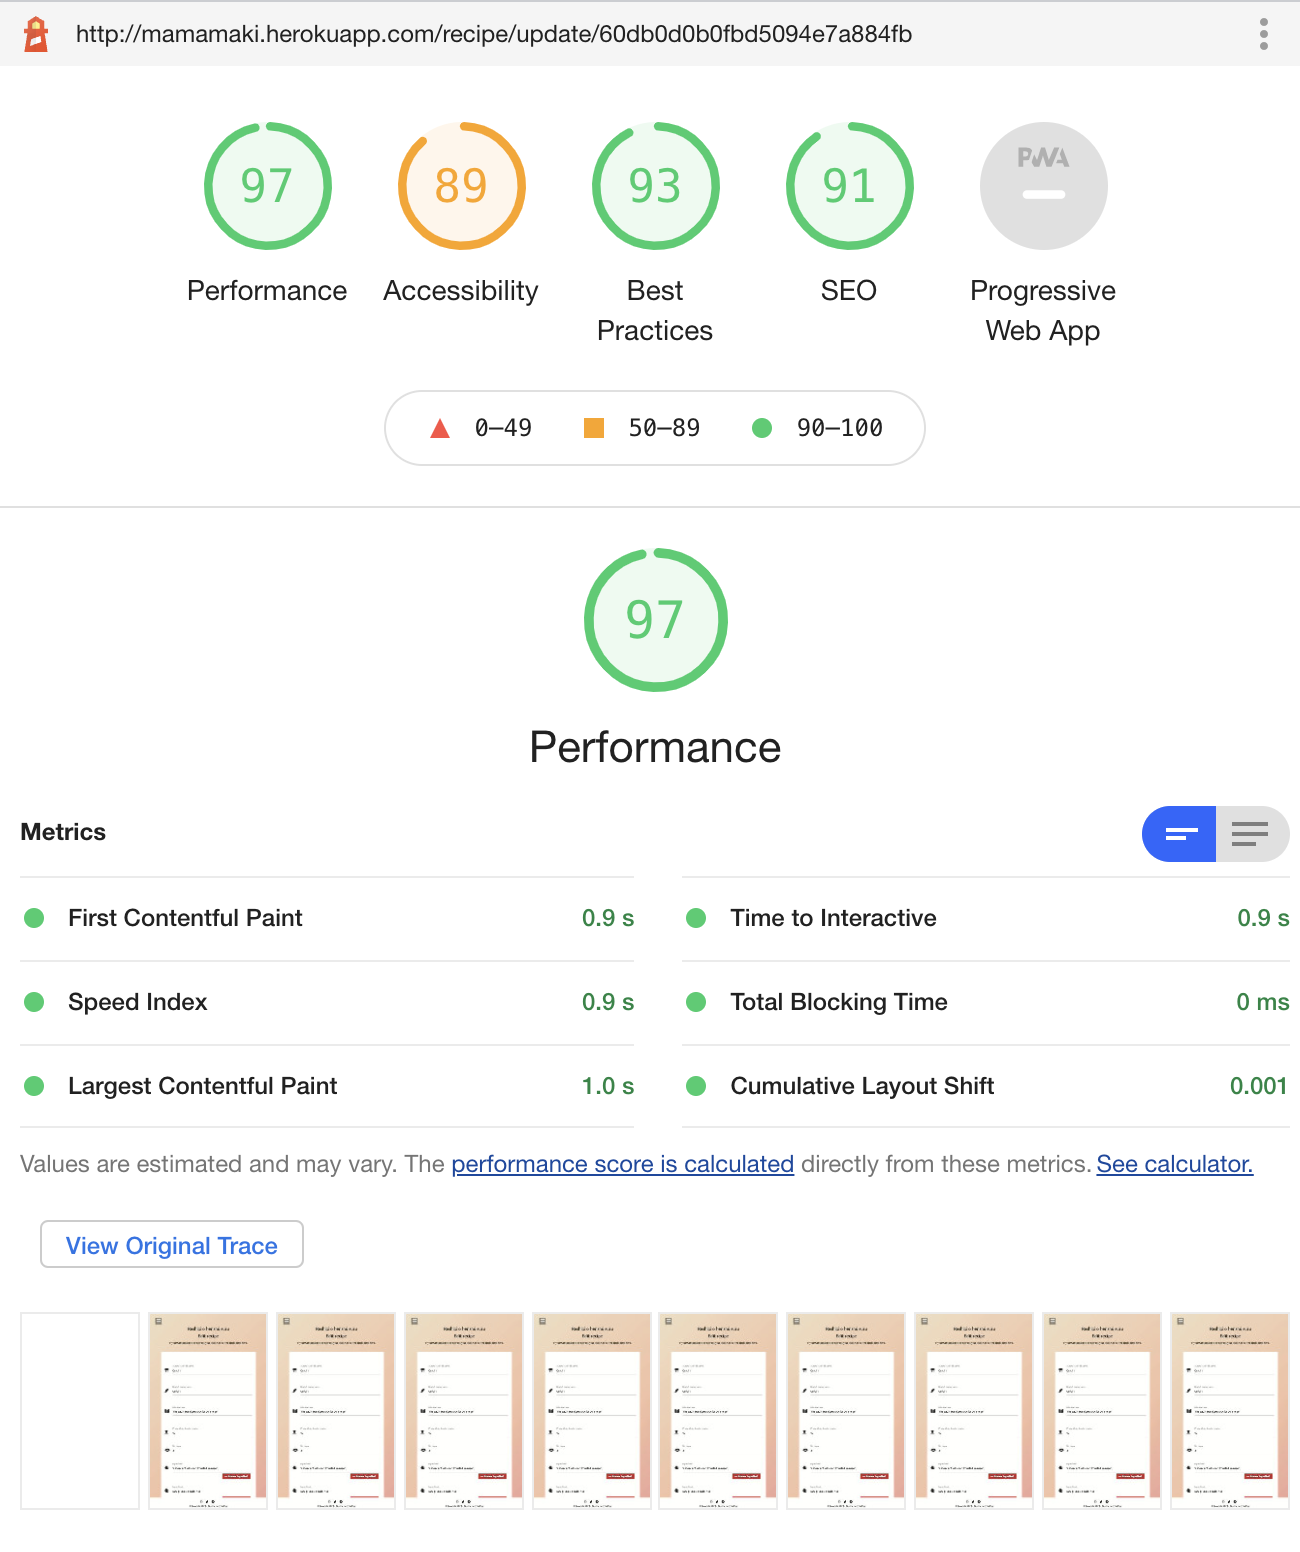 http://mamamaki.herokuapp.com/recipe/update/60db0d0b0fbd5094e7a884fb
97
89
93
91
PWA
Performance
Accessibility
Best
Practices
SEO
Progressive
Web App
0–49
50–89
90–100
97
Performance
Metrics
First Contentful Paint
0.9 s
Time to Interactive
0.9 s
Speed Index
0.9 s
Total Blocking Time
0 ms
Largest Contentful Paint
1.0 s
Cumulative Layout Shift
0.001
Values are estimated and may vary. The performance score is calculated directly from these metrics. See calculator.
View Original Trace